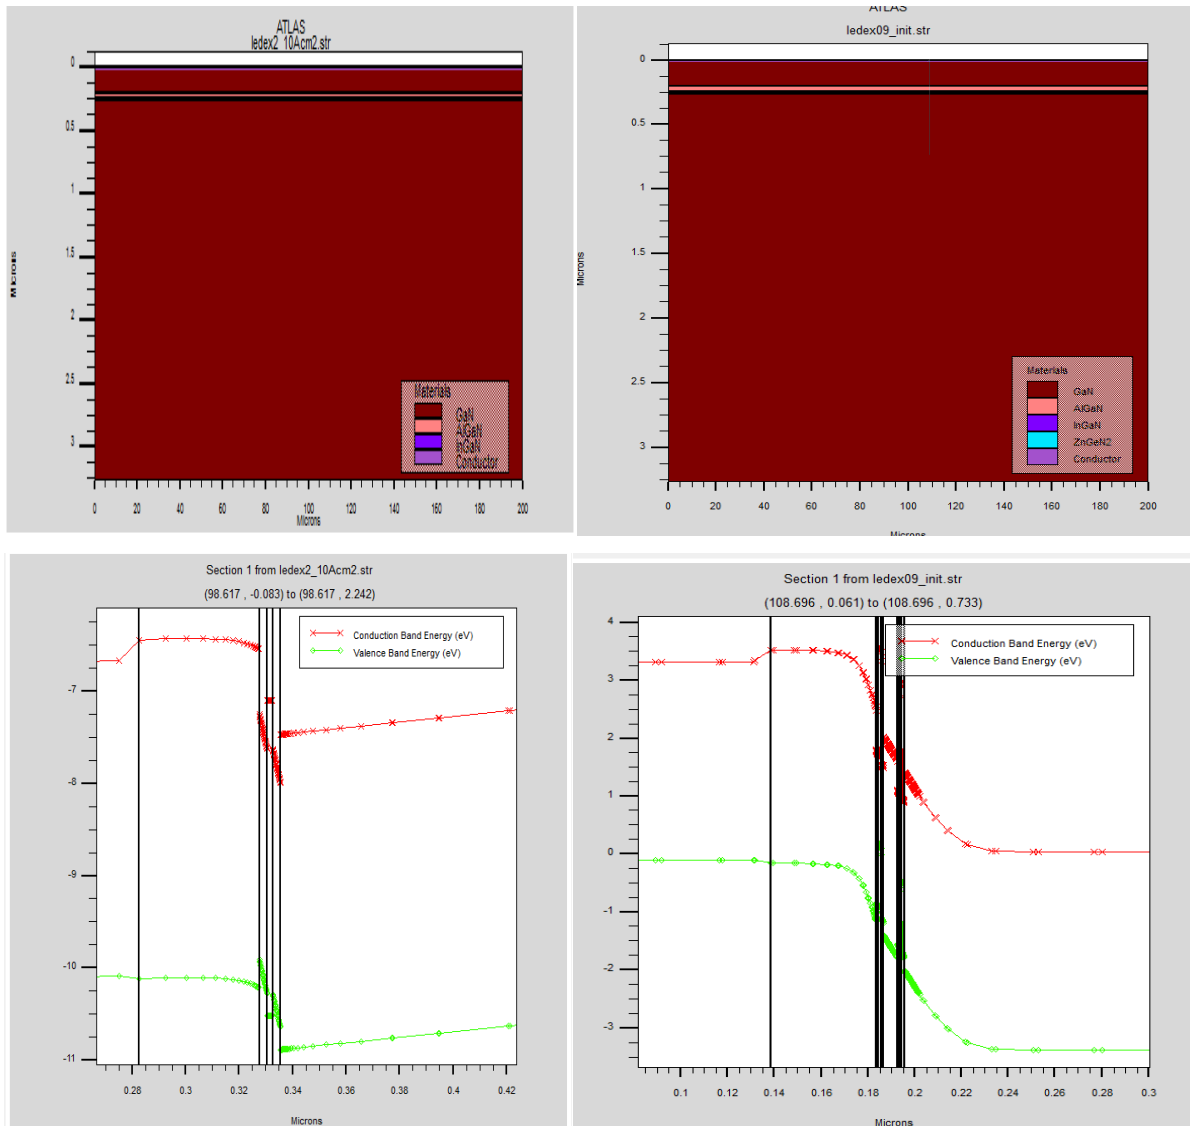 ATLAS
ledex2_10Acm2.str
0
0.5
1
1.5
2
2.5
3
Microns
Materials
GaN
AlGaN
InGaN
Conductor
0 20 40 60 80 100 120 140 160 180 200
Microns
ATLAS
ledex09_init.str
0
0.5
1
1.5
2
2.5
3
Microns
Materials
GaN
AlGaN
InGaN
ZnGeN2
Conductor
0 20 40 60 80 100 120 140 160 180 200
Microns
Section 1 from ledex2_10Acm2.str
(98.617 , -0.083) to (98.617 , 2.242)
Conduction Band Energy (eV)
Valence Band Energy (eV)
-7
-8
-9
-10
-11
0.28 0.3 0.32 0.34 0.36 0.38 0.4 0.42
Microns
Section 1 from ledex09_init.str
(108.696 , 0.061) to (108.696 , 0.733)
Conduction Band Energy (eV)
Valence Band Energy (eV)
4
3
2
1
0
-1
-2
-3
0.1 0.12 0.14 0.16 0.18 0.2 0.22 0.24 0.26 0.28 0.3
Microns